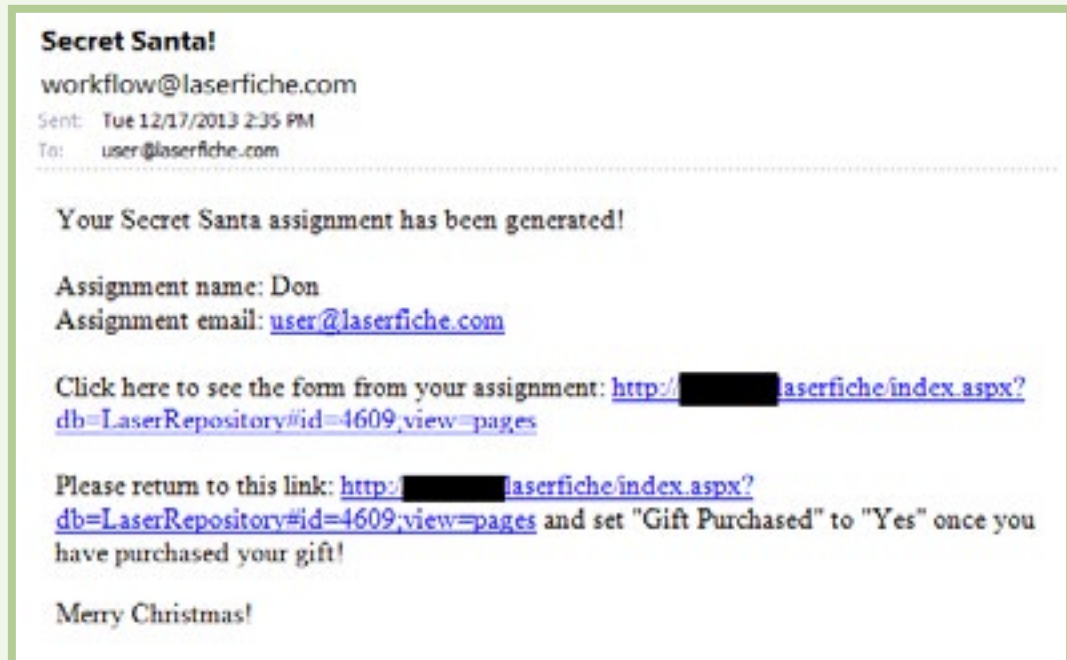 Secret Santa!
workflow@laserfiche.com
Sent: Tue 12/17/2013 2:35 PM
To: user@laserfiche.com
Your Secret Santa assignment has been generated!
Assignment name: Don
Assignment email: user@laserfiche.com
Click here to see the form from your assignment: http:// laserfiche/index.aspx?
db=LaserRepository#id=4609;view=pages
Please return to this link: http:/ laserfiche/index.aspx?
db=LaserRepository#id=4609;view=pages and set "Gift Purchased" to "Yes" once you
have purchased your gift!
Merry Christmas!